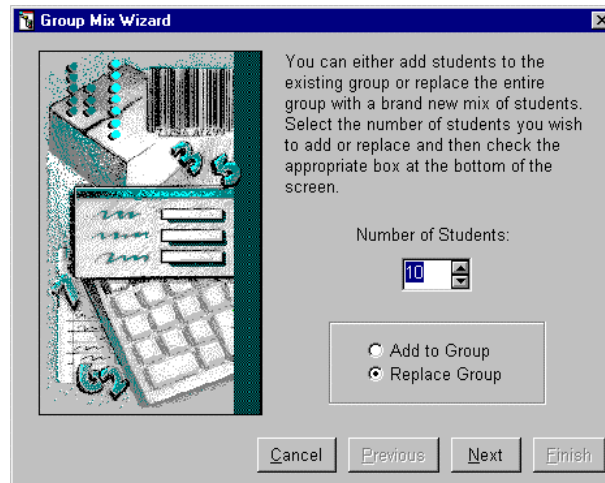 Group Mix Wizard
You can either add students to the
existing group or replace the entire
group with a brand new mix of students.
Select the number of students you wish
to add or replace and then check the
appropriate box at the bottom of the
screen.
Number of Students:
10
Add to Group
Replace Group
Cancel Previous Next Finish